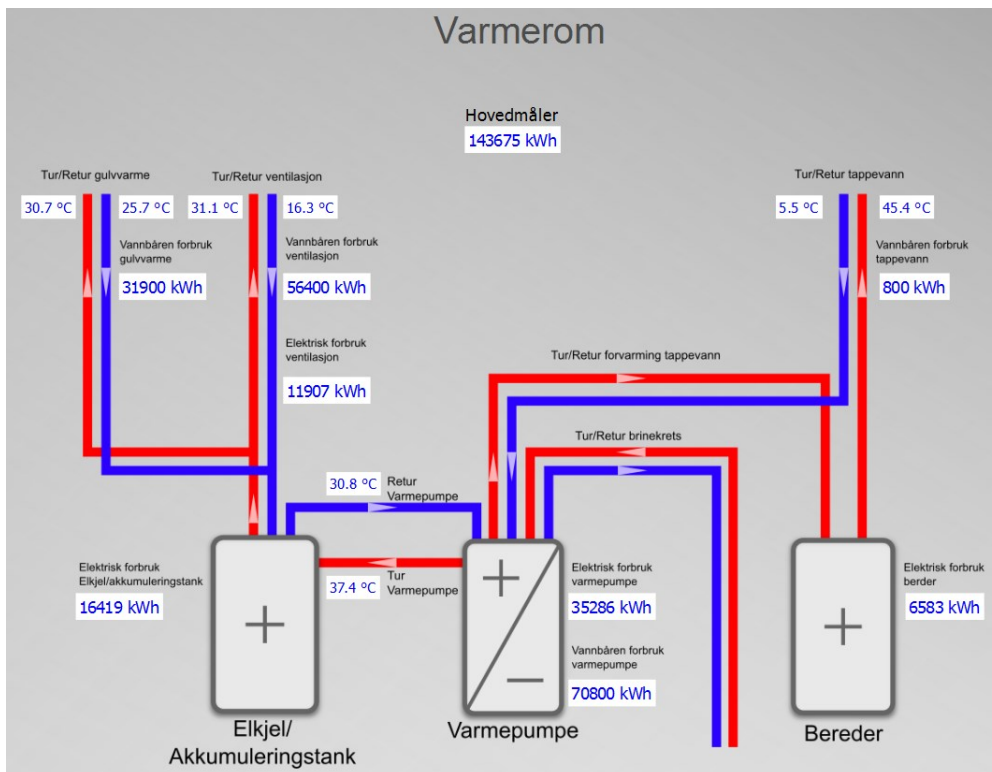 Varmerom
Hovedmåler
143675 kWh
Tur/Retur gulvvarme
30.7 °C
25.7 °C
Vannbåren forbruk
gulvvarme
31900 kWh
Tur/Retur ventilasjon
31.1 °C
16.3 °C
Vannbåren forbruk
ventilasjon
56400 kWh
Elektrisk forbruk
ventilasjon
11907 kWh
Tur/Retur tappevann
5.5 °C
45.4 °C
Vannbåren forbruk
tappevann
800 kWh
Tur/Retur forvarming tappevann
Tur/Retur brinekrets
30.8 °C
Retur
Varmepumpe
37.4 °C
Tur
Varmepumpe
Elektrisk forbruk
Elkjel/akkumuleringstank
16419 kWh
Elektrisk forbruk
varmepumpe
35286 kWh
Vannbåren forbruk
varmepumpe
70800 kWh
Elektrisk forbruk
berder
6583 kWh
Elkjel/
Akkumuleringstank
Varmepumpe
Bereder